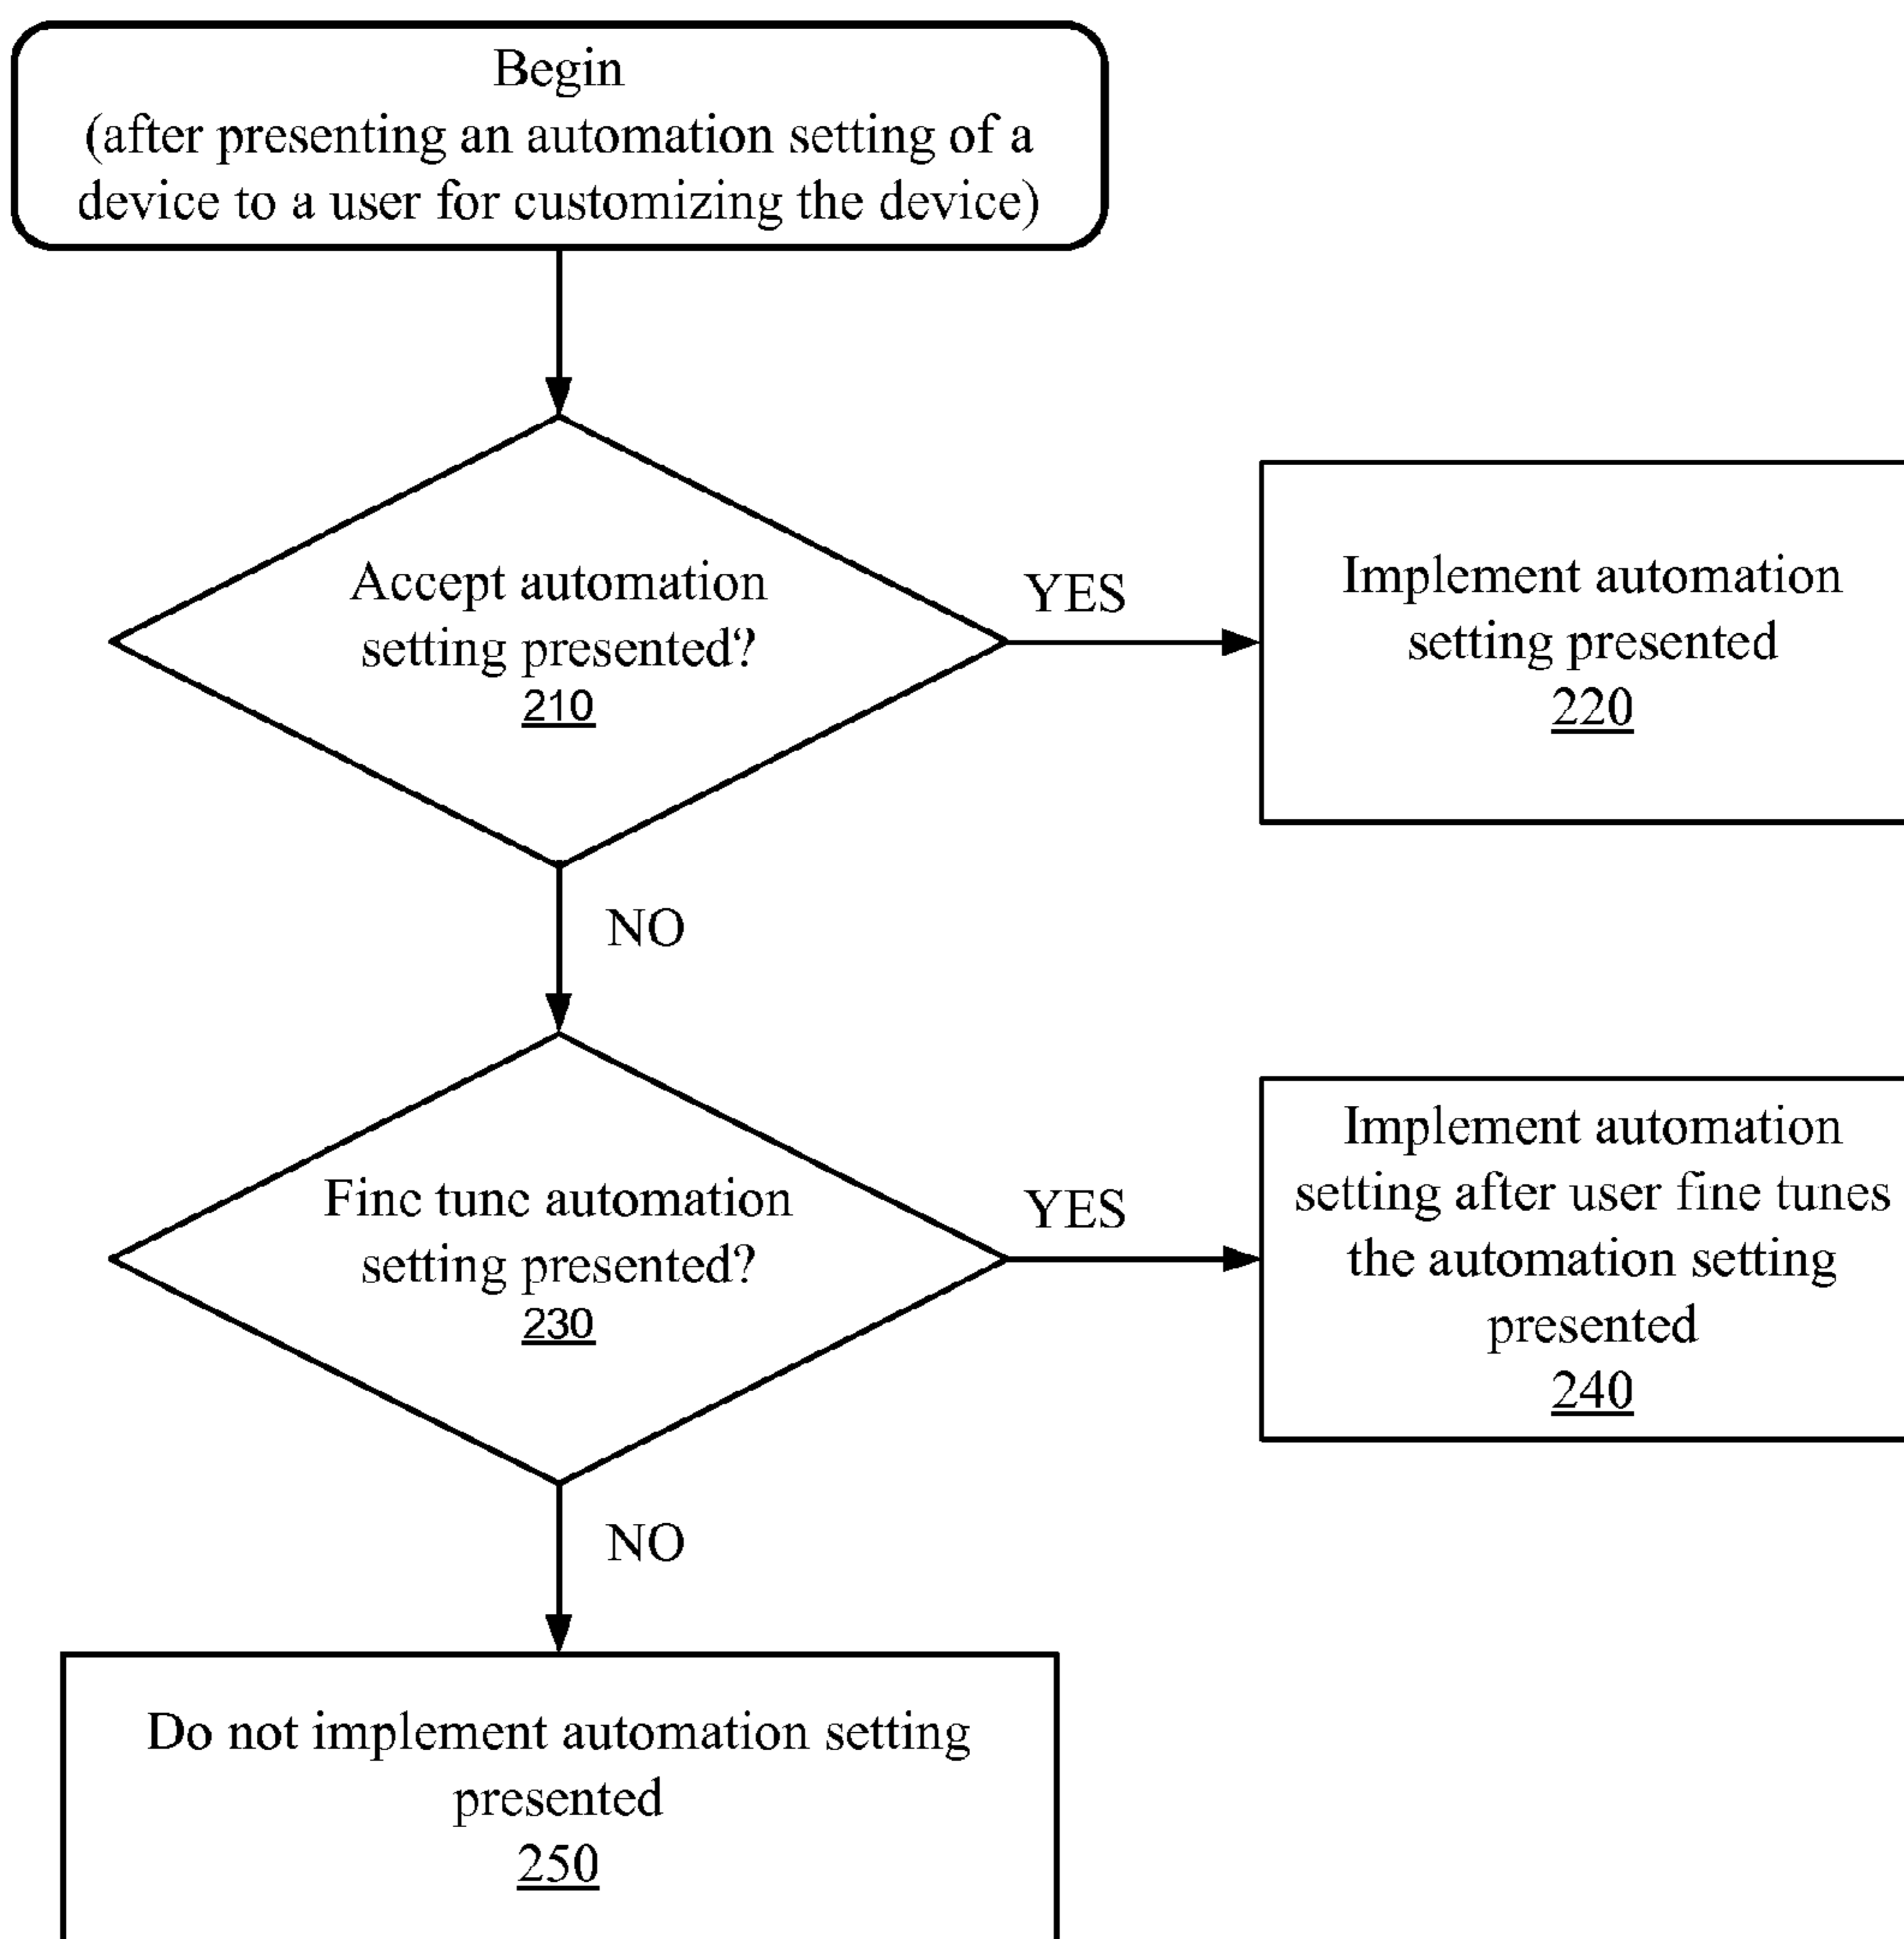 Begin
(after presenting an automation setting of a
device to a user for customizing the device)
Accept automation
setting presented?
210
YES
Implement automation
setting presented
220
NO
Fine tune automation
setting presented?
230
YES
Implement automation
setting after user fine tunes
the automation setting
presented
240
NO
Do not implement automation setting
presented
250